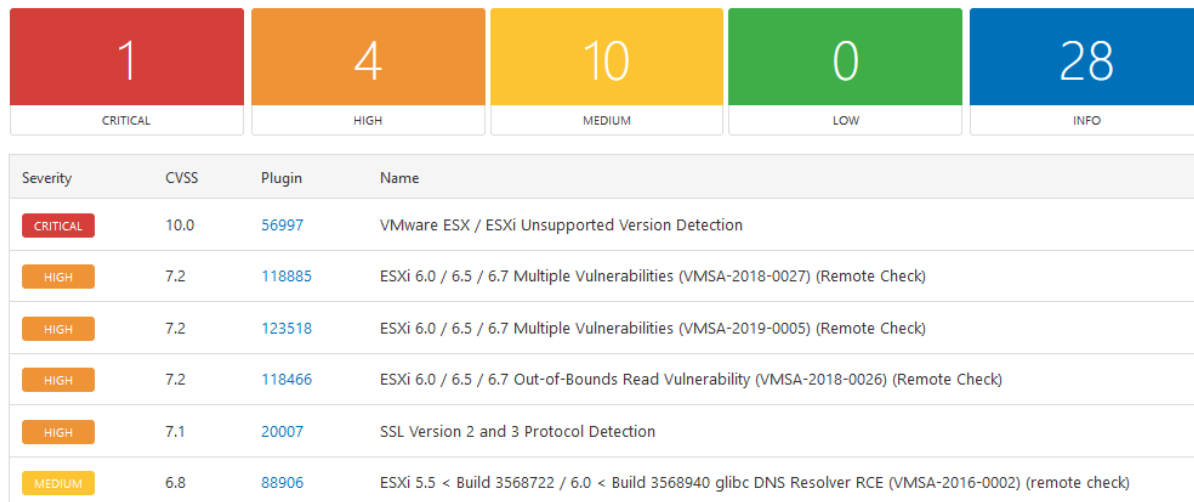 1 4 10 0 28
CRITICAL HIGH MEDIUM LOW INFO
Severity CVSS Plugin Name
CRITICAL 10.0 56997 VMware ESX / ESXi Unsupported Version Detection
HIGH 7.2 118885 ESXi 6.0 / 6.5 / 6.7 Multiple Vulnerabilities (VMSA-2018-0027) (Remote Check)
HIGH 7.2 123518 ESXi 6.0 / 6.5 / 6.7 Multiple Vulnerabilities (VMSA-2019-0005) (Remote Check)
HIGH 7.2 118466 ESXi 6.0 / 6.5 / 6.7 Out-of-Bounds Read Vulnerability (VMSA-2018-0026) (Remote Check)
HIGH 7.1 20007 SSL Version 2 and 3 Protocol Detection
MEDIUM 6.8 88906 ESXi 5.5 < Build 3568722 / 6.0 < Build 3568940 glibc DNS Resolver RCE (VMSA-2016-0002) (remote check)